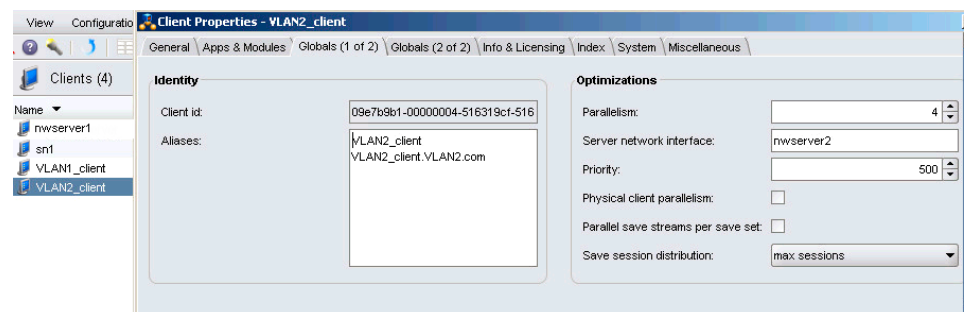 View Configuratio
Client Properties - VLAN2_client
General Apps & Modules Globals (1 of 2) Globals (2 of 2) Info & Licensing Index System Miscellaneous
Clients (4)
Name
nwserver1
sn1
VLAN1_client
VLAN2_client
Identity
Client id: 09e7b9b1-00000004-516319cf-516
Aliases: VLAN2_client
VLAN2_client.VLAN2.com
Optimizations
Parallelism: 4
Server network interface: nwserver2
Priority: 500
Physical client parallelism:
Parallel save streams per save set:
Save session distribution: max sessions